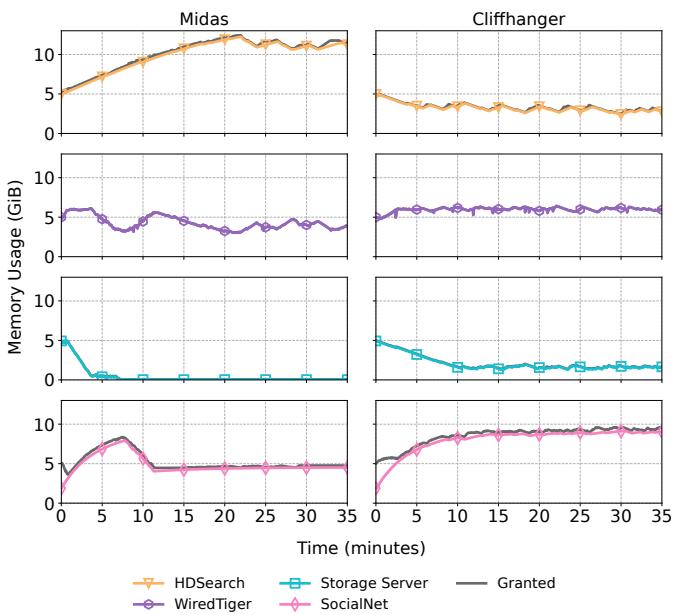 Midas Cliffhanger
10
5
0
10
5
0
10
5
0
10
5
0
Memory Usage (GiB)
0 5 10 15 20 25 30 35 0 5 10 15 20 25 30 35
Time (minutes)
HDSearch Storage Server Granted
WiredTiger SocialNet